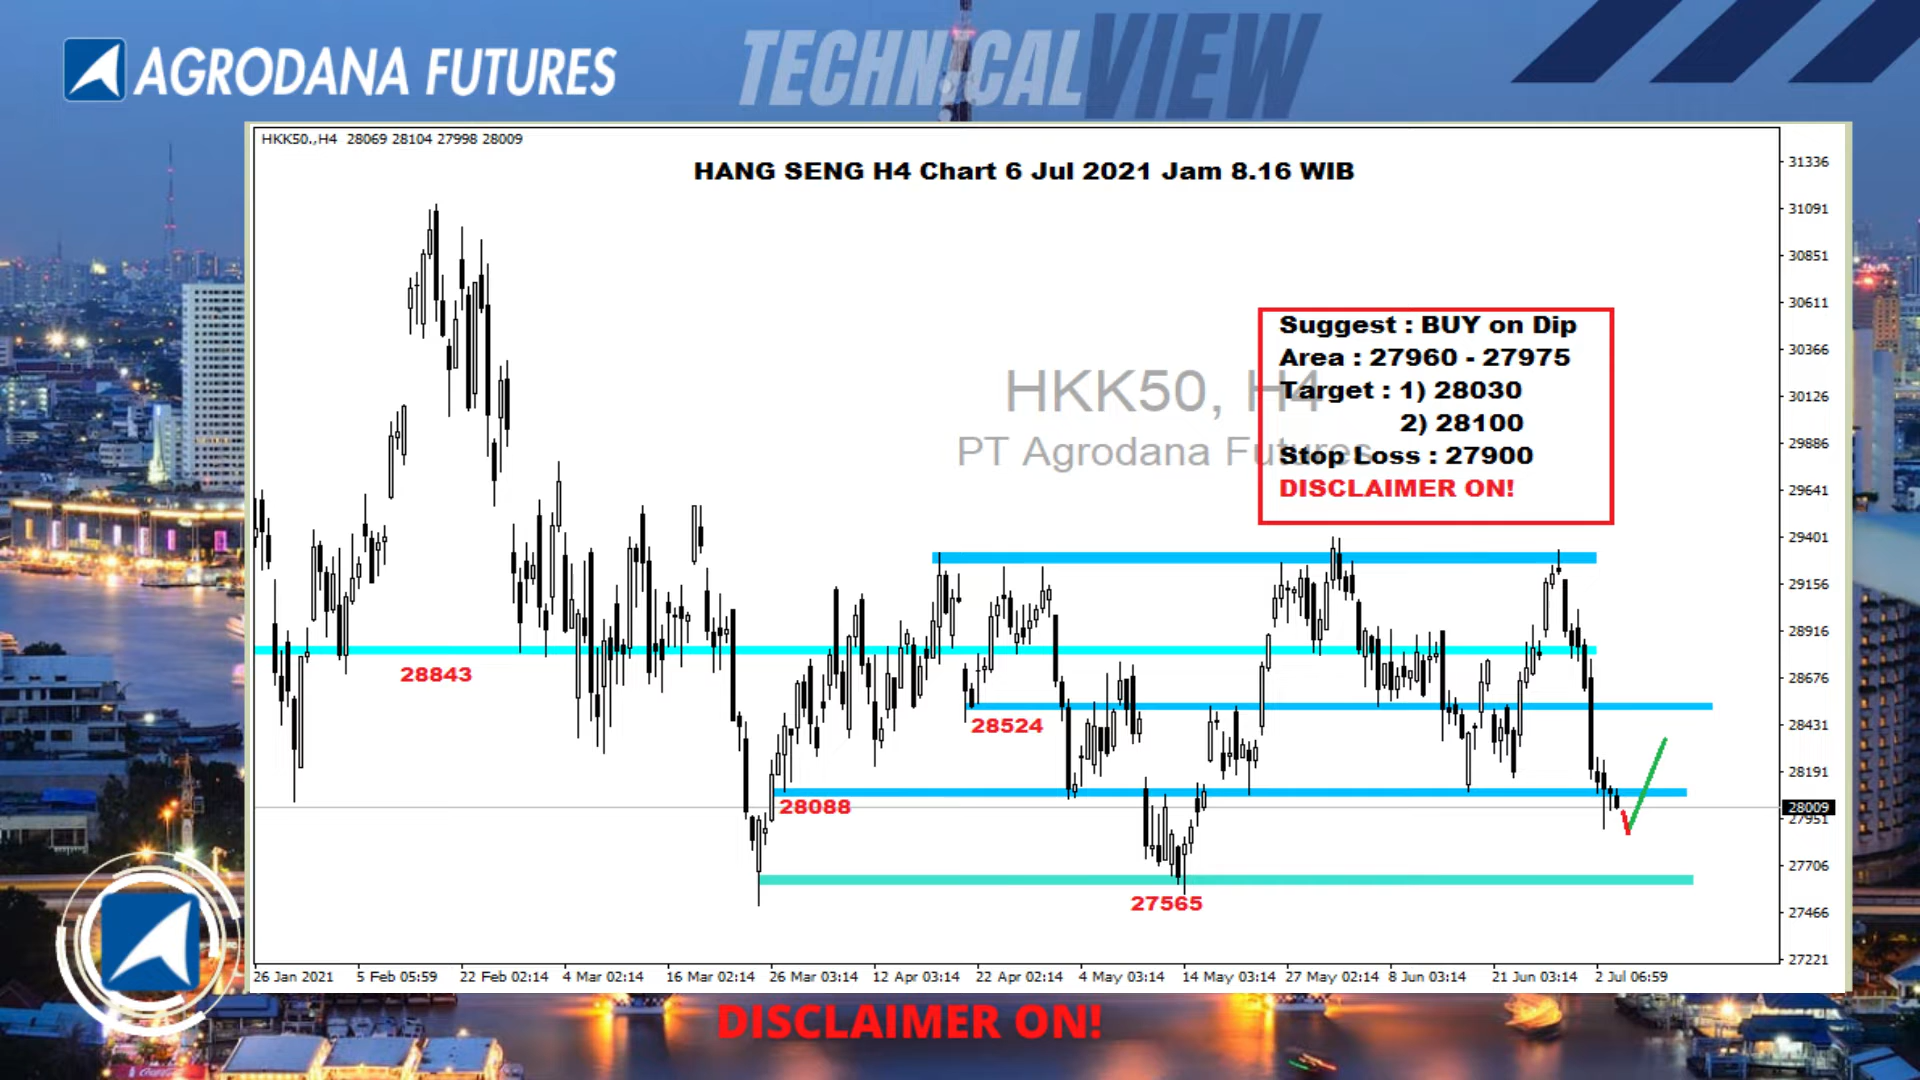 AGRODANA FUTURES
TECHNICAL VIEW
HKK50.,H4 28069 28104 27998 28009
HANG SENG H4 Chart 6 Jul 2021 Jam 8.16 WIB
31336
31091
30851
30611
30366
30126
29886
29641
29401
29156
28916
28676
28431
28191
28009
27951
27706
27466
27221
HKK50, H4
PT Agrodana Futures
Suggest : BUY on Dip
Area : 27960 - 27975
Target : 1) 28030
2) 28100
Stop Loss : 27900
DISCLAIMER ON!
28843
28524
28088
27565
26 Jan 2021 5 Feb 05:59 22 Feb 02:14 4 Mar 02:14 16 Mar 02:14 26 Mar 03:14 12 Apr 03:14 22 Apr 02:14 4 May 03:14 14 May 03:14 27 May 02:14 8 Jun 03:14 21 Jun 03:14 2 Jul 06:59
DISCLAIMER ON!